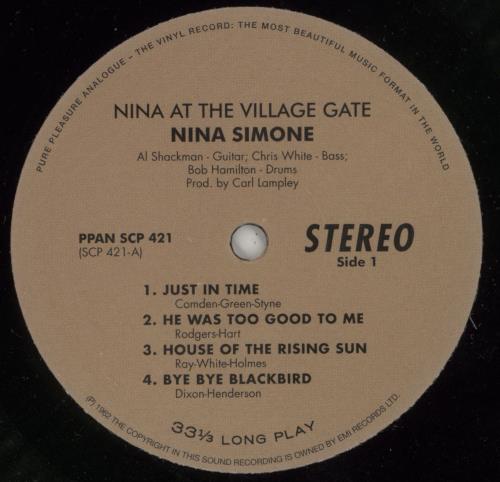 PURE PLEASURE ANALOGUE – THE VINYL RECORD: THE MOST BEAUTIFUL MUSIC FORMAT IN THE WORLD
NINA AT THE VILLAGE GATE
NINA SIMONE
Al Shackman - Guitar; Chris White - Bass;
Bob Hamilton - Drums
Prod. by Carl Lampley
PPAN SCP 421
(SCP 421-A)
STEREO
Side 1
1. JUST IN TIME
Comden-Green-Styne
2. HE WAS TOO GOOD TO ME
Rodgers-Hart
3. HOUSE OF THE RISING SUN
Ray-White-Holmes
4. BYE BYE BLACKBIRD
Dixon-Henderson
33⅓ LONG PLAY
(P) 1962 THE COPYRIGHT IN THIS SOUND RECORDING IS OWNED BY EMI RECORDS LTD.